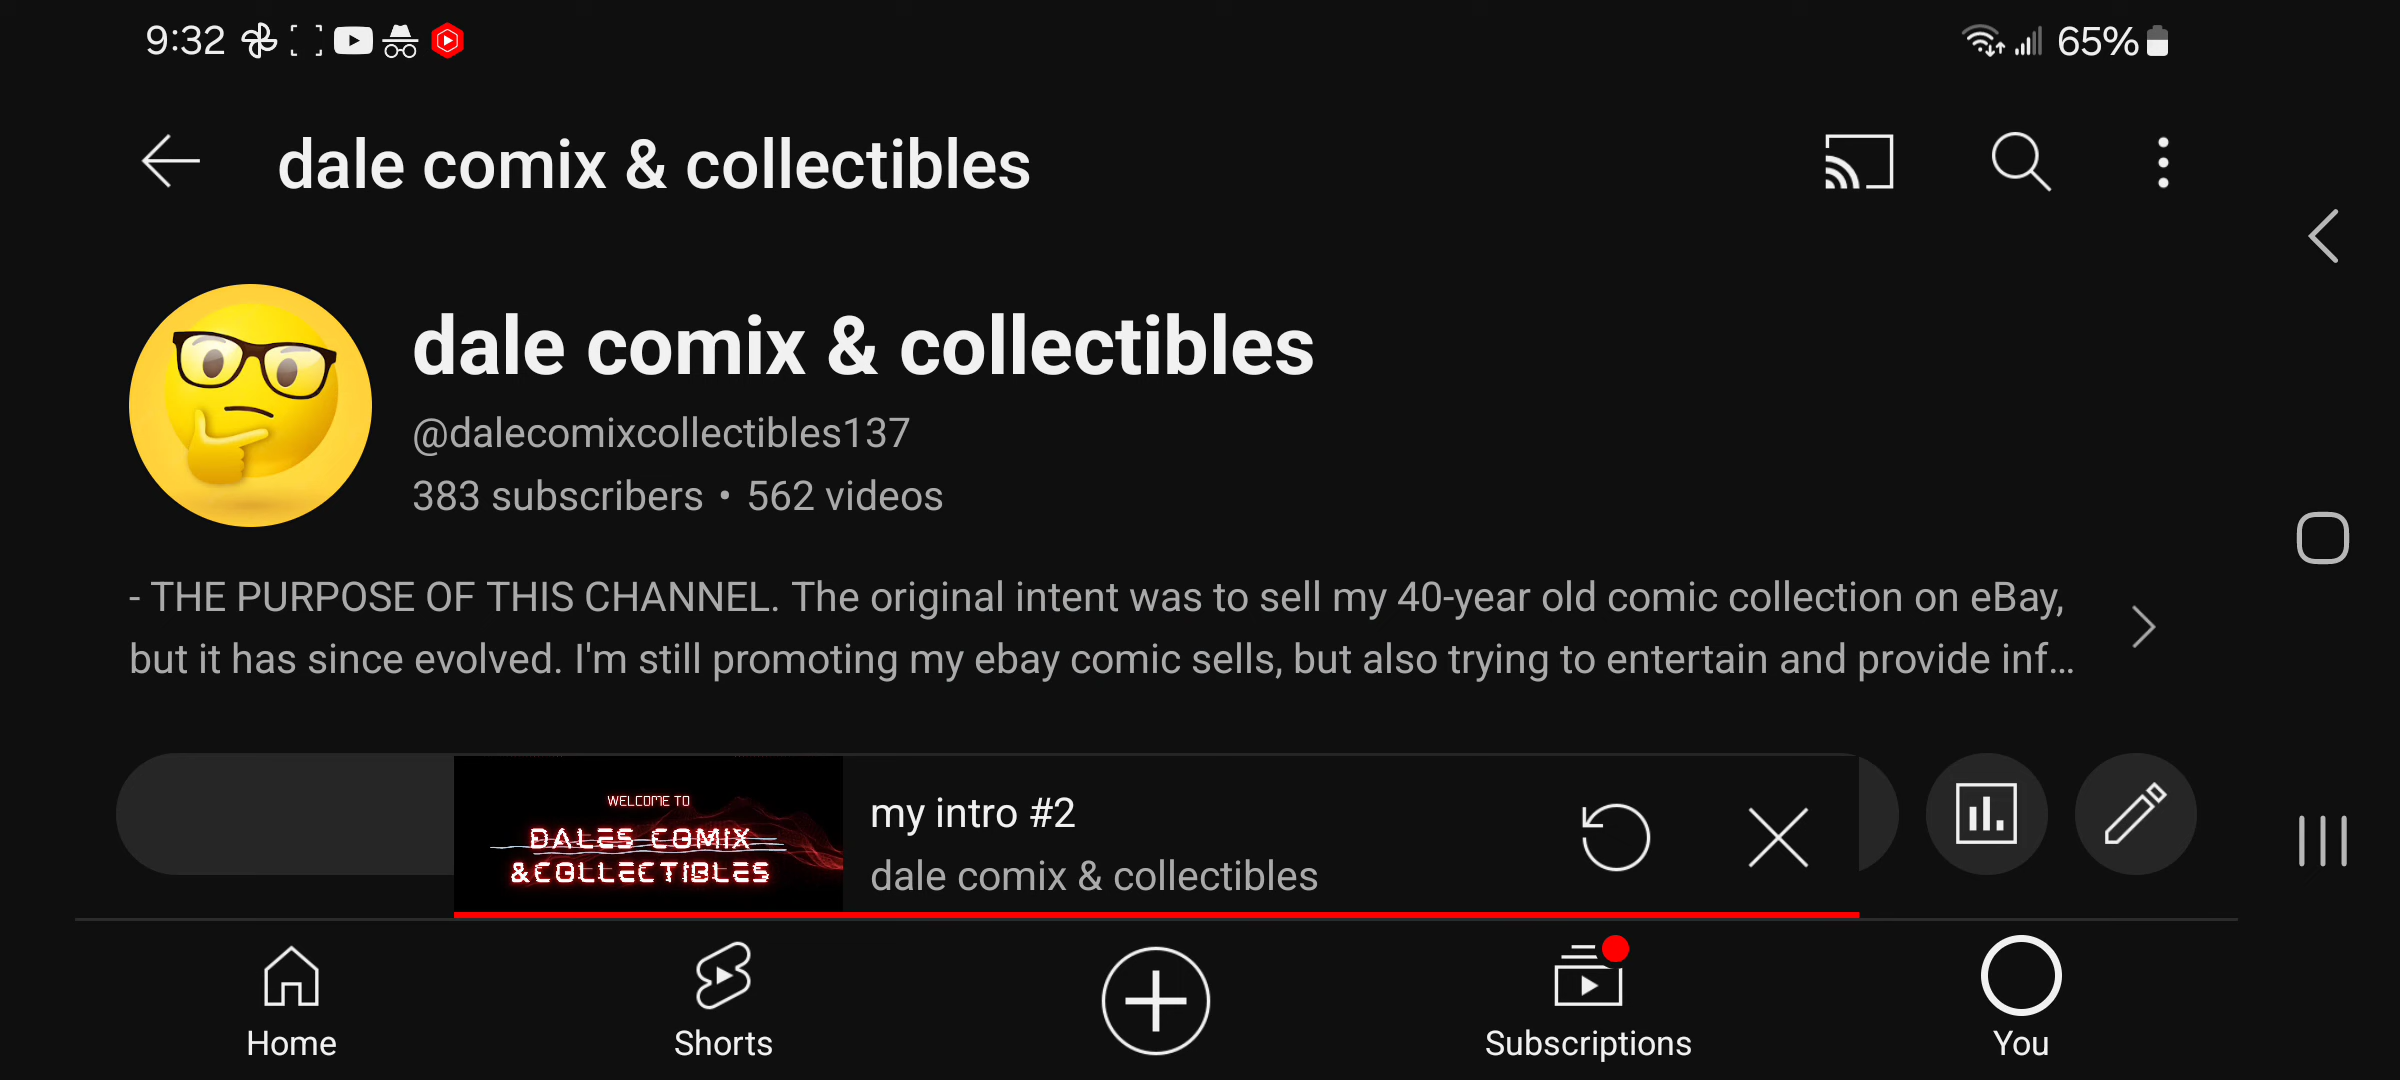 9:32
65%
dale comix & collectibles
dale comix & collectibles
@dalecomixcollectibles137
383 subscribers • 562 videos
- THE PURPOSE OF THIS CHANNEL. The original intent was to sell my 40-year old comic collection on eBay,
but it has since evolved. I'm still promoting my ebay comic sells, but also trying to entertain and provide inf...
WELCOME TO
DALES COMIX
&COLLECTIBLES
my intro #2
dale comix & collectibles
Home
Shorts
Subscriptions
You